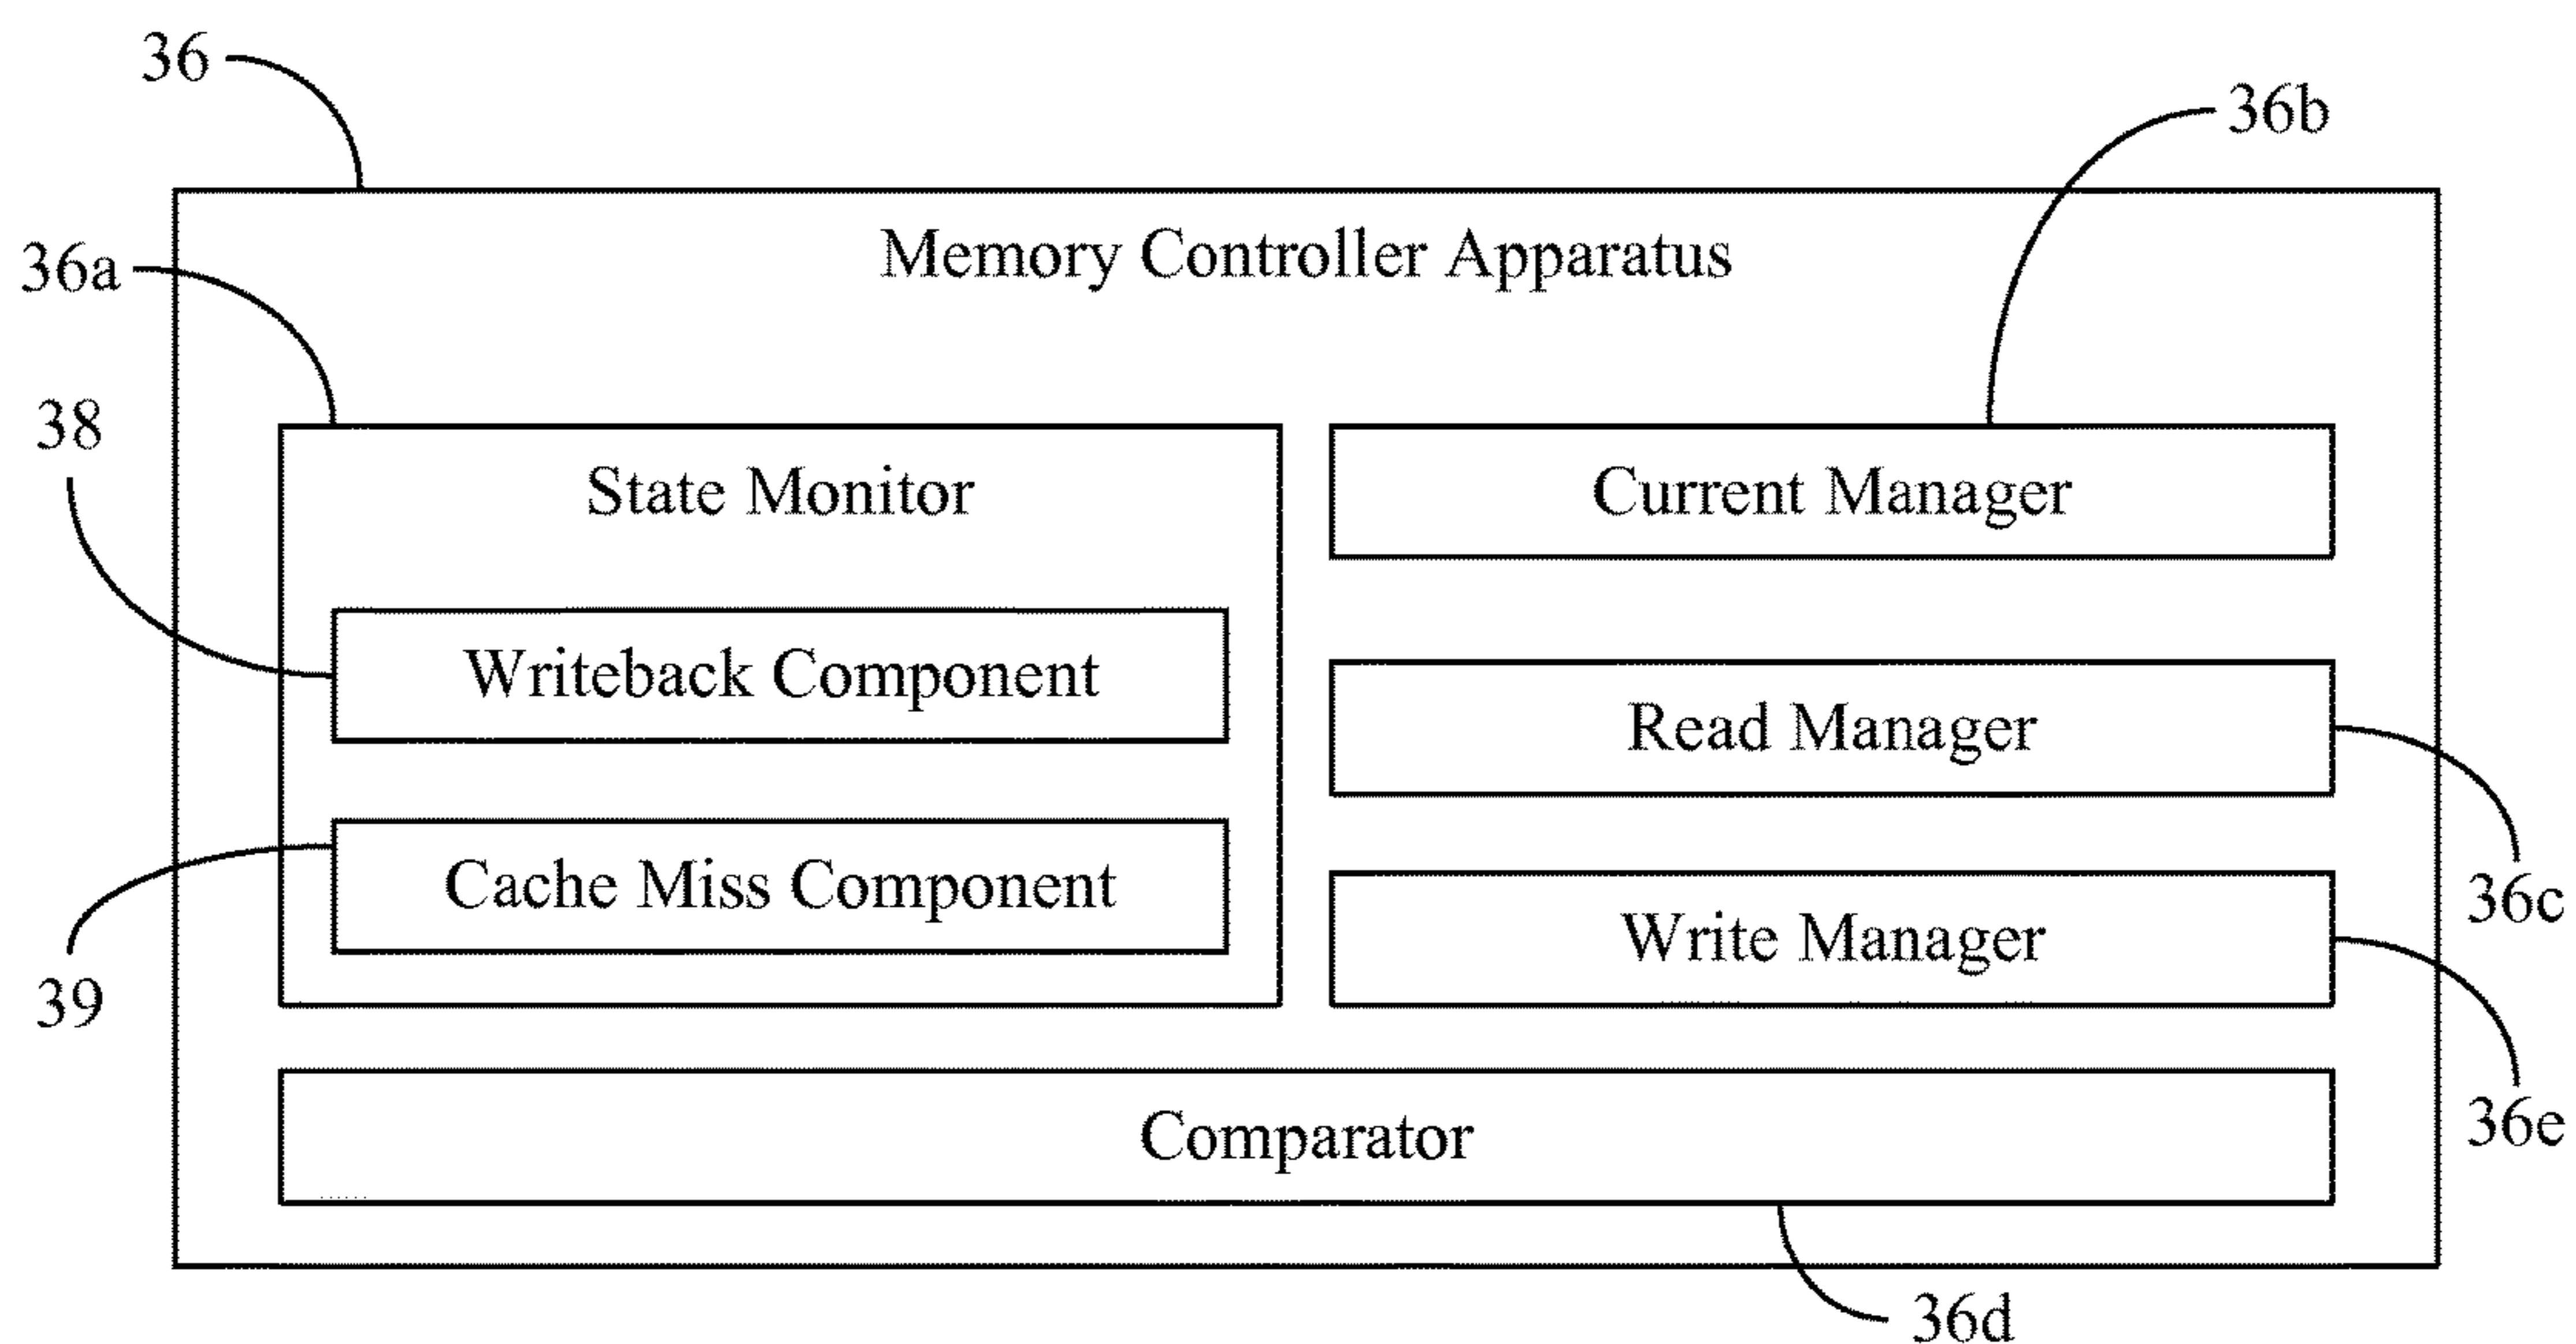 36
36b
Memory Controller Apparatus
36a
38
State Monitor
Current Manager
Writeback Component
Read Manager
Cache Miss Component
36c
Write Manager
39
36e
Comparator
36d